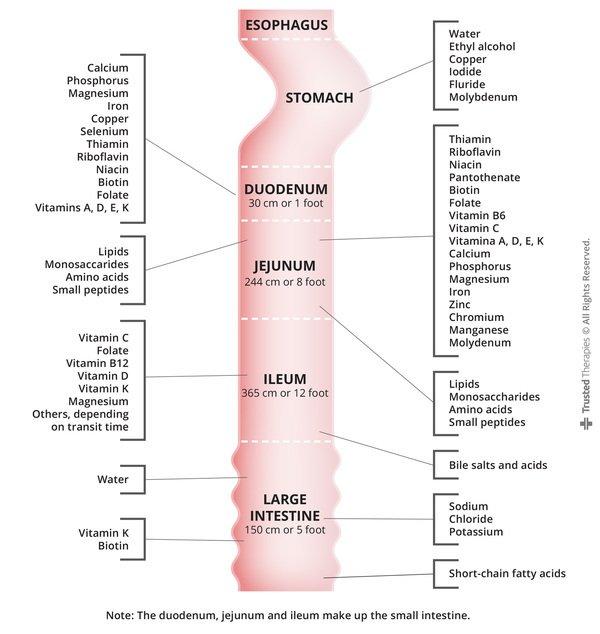 ESOPHAGUS
STOMACH
DUODENUM
30 cm or 1 foot
JEJUNUM
244 cm or 8 foot
ILEUM
365 cm or 12 foot
LARGE
INTESTINE
150 cm or 5 foot
Calcium
Phosphorus
Magnesium
Iron
Copper
Selenium
Thiamin
Riboflavin
Niacin
Biotin
Folate
Vitamins A, D, E, K
Lipids
Monosaccarides
Amino acids
Small peptides
Vitamin C
Folate
Vitamin B12
Vitamin D
Vitamin K
Magnesium
Others, depending
on transit time
Water
Vitamin K
Biotin
Water
Ethyl alcohol
Copper
Iodide
Fluride
Molybdenum
Thiamin
Riboflavin
Niacin
Pantothenate
Biotin
Folate
Vitamin B6
Vitamin C
Vitamina A, D, E, K
Calcium
Phosphorus
Magnesium
Iron
Zinc
Chromium
Manganese
Molydenum
Lipids
Monosaccharides
Amino acids
Small peptides
Bile salts and acids
Sodium
Chloride
Potassium
Short-chain fatty acids
Trusted Therapies © All Rights Reserved.
Note: The duodenum, jejunum and ileum make up the small intestine.